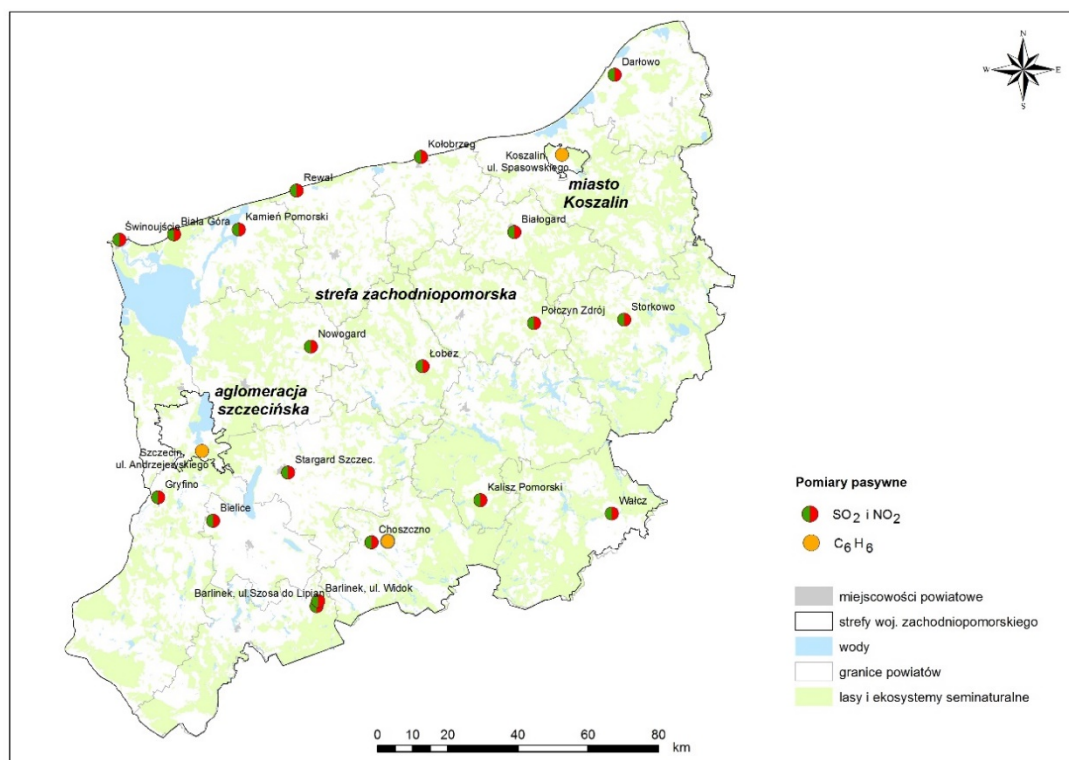 N
W
E
S
Darłowo
Kołobrzeg
Koszalin,
ul. Spasowskiego
miasto
Koszalin
Rewal
Świnoujście
Biała Góra
Kamień Pomorski
Białogard
strefa zachodniopomorska
Połczyn Zdrój
Storkowo
Nowogard
Łobez
aglomeracja
szczecińska
Szczecin,
ul. Andrzejewskiego
Stargard Szczec.
Gryfino
Bielice
Kalisz Pomorski
Wałcz
Choszczno
Barlinek, ul.Szosa do Lipian
Barlinek, ul. Widok
Pomiary pasywne
SO2 i NO2
C6H6
miejscowości powiatowe
strefy woj. zachodniopomorskiego
wody
granice powiatów
lasy i ekosystemy seminaturalne
0 10 20 40 60 80
km